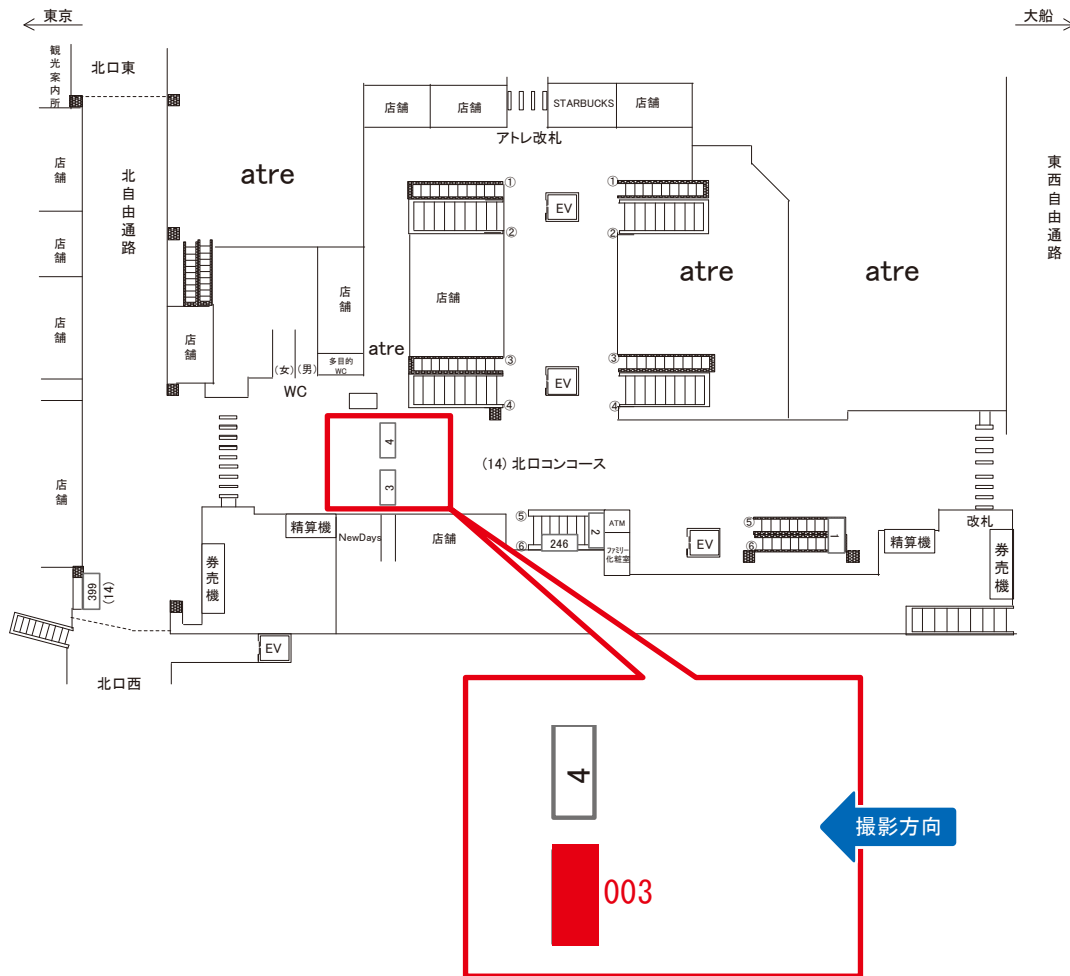 東京
大船
観光案内所
北口東
店舗
店舗
STARBUCKS
店舗
アトレ改札
店舗
北自由通路
atre
①
①
EV
東西自由通路
②
②
店舗
atre
atre
店舗
店舗
店舗
店舗
atre
③
③
多目的
WC
(女)
(男)
WC
EV
④
④
4
(14) 北口コンコース
店舗
3
精算機
NewDays
店舗
⑤
⑥
246
2
ATM
ファミリー
化粧室
EV
⑤
⑥
1
精算機
改札
券売機
券売機
399
(14)
EV
北口西
4
撮影方向
003